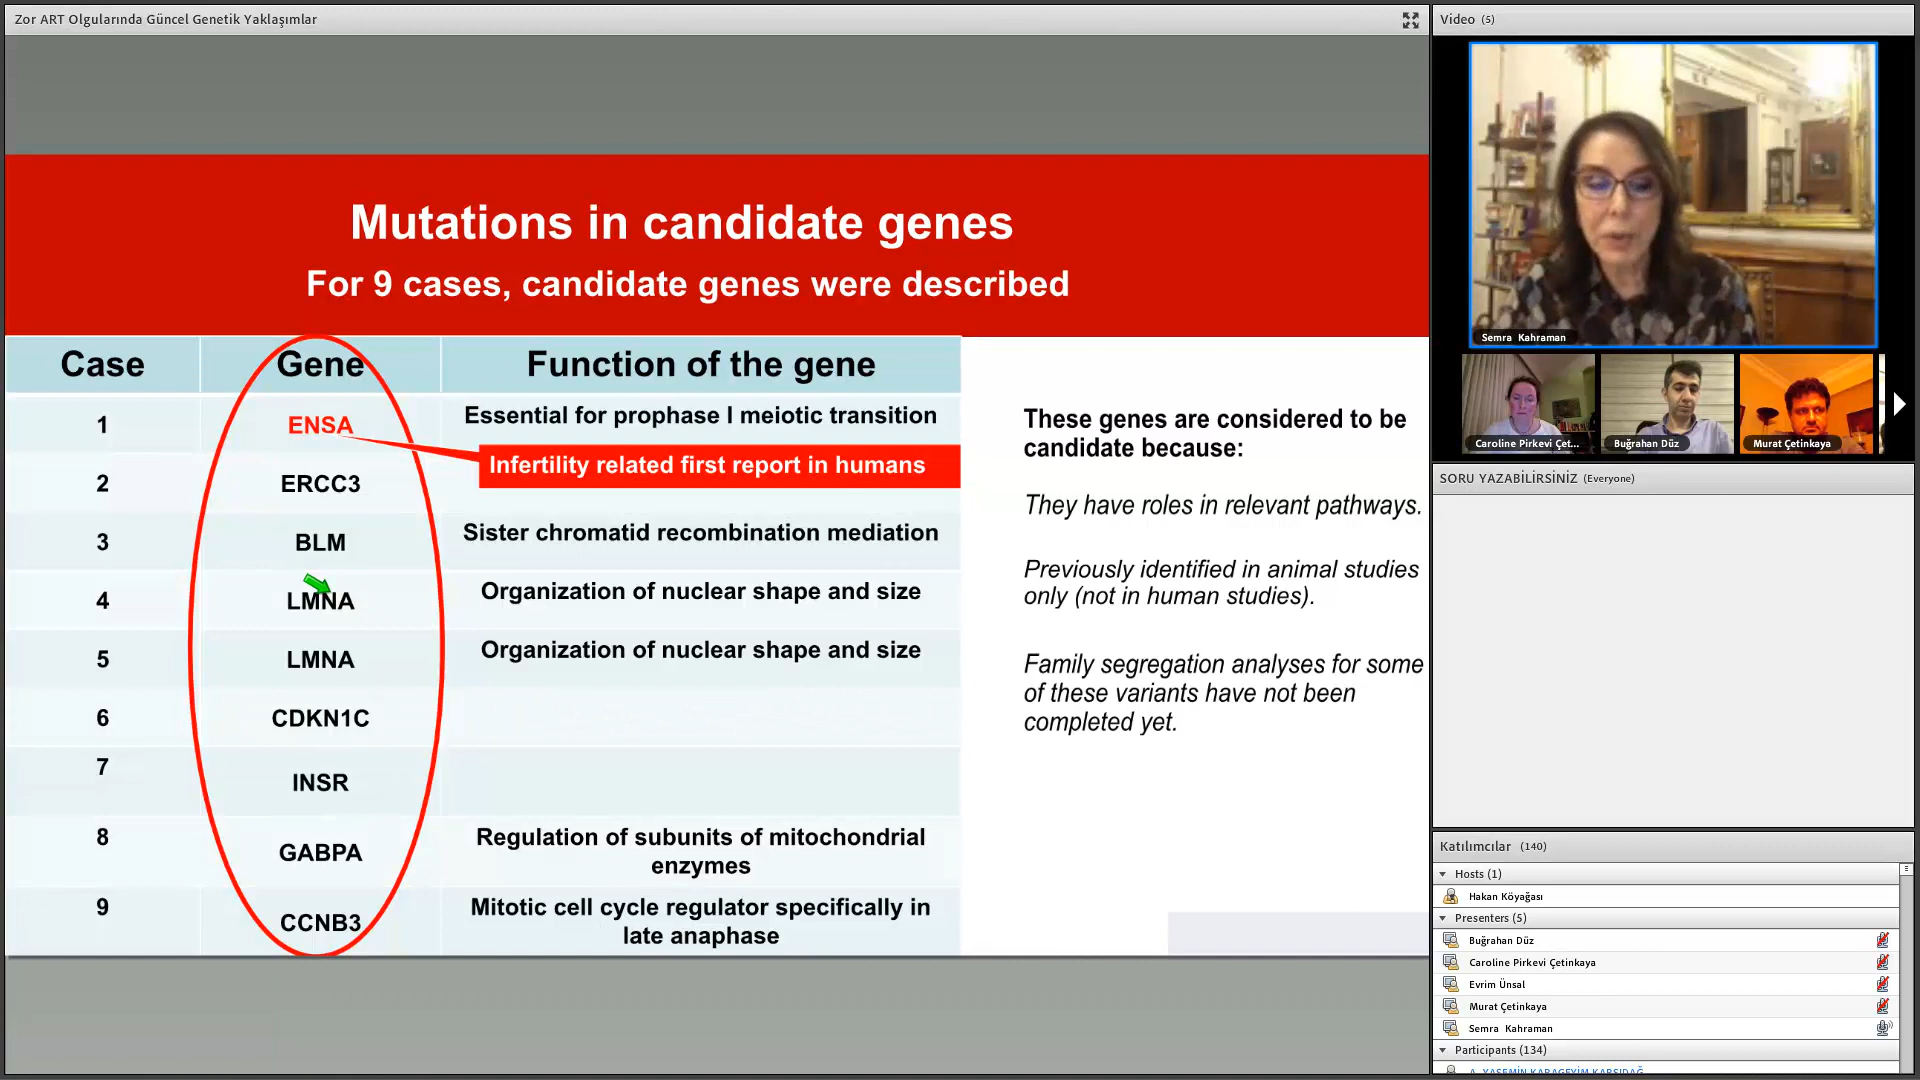 Zor ART Olgularında Güncel Genetik Yaklaşımlar
Mutations in candidate genes
For 9 cases, candidate genes were described
Case Gene Function of the gene
1 ENSA Essential for prophase I meiotic transition
Infertility related first report in humans
2 ERCC3
3 BLM Sister chromatid recombination mediation
4 LMNA Organization of nuclear shape and size
5 LMNA Organization of nuclear shape and size
6 CDKN1C
7 INSR
8 GABPA Regulation of subunits of mitochondrial
enzymes
9 CCNB3 Mitotic cell cycle regulator specifically in
late anaphase
These genes are considered to be
candidate because:
They have roles in relevant pathways.
Previously identified in animal studies
only (not in human studies).
Family segregation analyses for some
of these variants have not been
completed yet.
Video (5)
Semra Kahraman
Caroline Pirkevi Çet...
Buğrahan Düz
Murat Çetinkaya
SORU YAZABİLİRSİNİZ (Everyone)
Katılımcılar (140)
Hosts (1)
Hakan Köyağası
Presenters (5)
Buğrahan Düz
Caroline Pirkevi Çetinkaya
Evrim Ünsal
Murat Çetinkaya
Semra Kahraman
Participants (134)